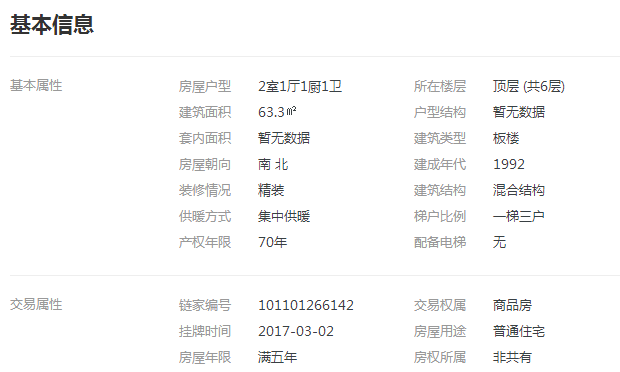 基本信息
基本属性 房屋户型 2室1厅1厨1卫 所在楼层 顶层 (共6层)
建筑面积 63.3㎡ 户型结构 暂无数据
套内面积 暂无数据 建筑类型 板楼
房屋朝向 南 北 建成年代 1992
装修情况 精装 建筑结构 混合结构
供暖方式 集中供暖 梯户比例 一梯三户
产权年限 70年 配备电梯 无
交易属性 链家编号 101101266142 交易权属 商品房
挂牌时间 2017-03-02 房屋用途 普通住宅
房屋年限 满五年 房权所属 非共有